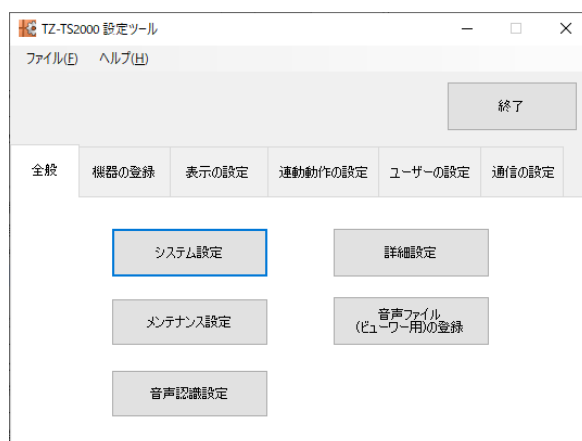 TZ-TS2000 設定ツール
ファイル(F) ヘルプ(H)
終了
全般 機器の登録 表示の設定 連動動作の設定 ユーザーの設定 通信の設定
システム設定 詳細設定
メンテナンス設定 音声ファイル
(ビューワー用)の登録
音声認識設定